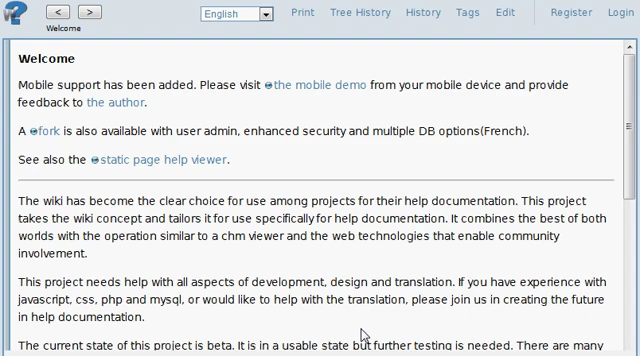 < >
Welcome
English
Print Tree History History Tags Edit Register Login
Welcome
Mobile support has been added. Please visit the mobile demo from your mobile device and provide
feedback to the author.
A fork is also available with user admin, enhanced security and multiple DB options(French).
See also the static page help viewer.
The wiki has become the clear choice for use among projects for their help documentation. This project
takes the wiki concept and tailors it for use specifically for help documentation. It combines the best of both
worlds with the operation similar to a chm viewer and the web technologies that enable community
involvement.
This project needs help with all aspects of development, design and translation. If you have experience with
javascript, css, php and mysql, or would like to help with the translation, please join us in creating the future
in help documentation.
The current state of this project is beta. It is in a usable state but further testing is needed. There are many